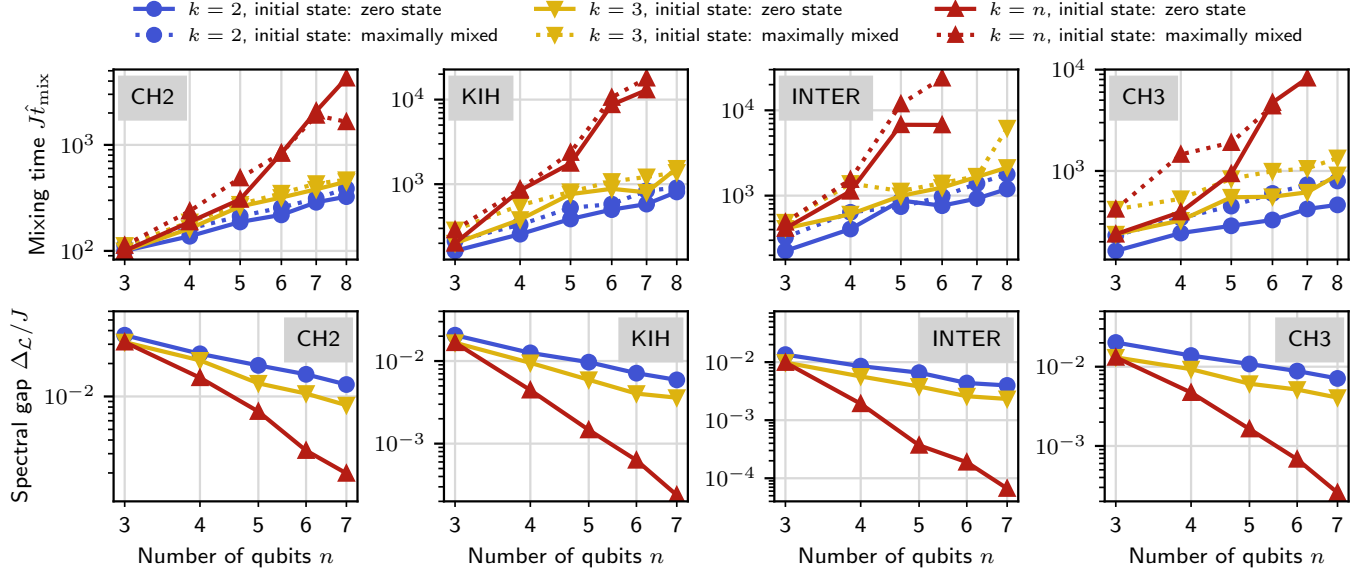 k = 2, initial state: zero state
k = 3, initial state: zero state
k = n, initial state: zero state
k = 2, initial state: maximally mixed
k = 3, initial state: maximally mixed
k = n, initial state: maximally mixed
Mixing time Jt̂_mix
CH2
10^3
10^2
3 4 5 6 7 8
KIH
10^4
10^3
3 4 5 6 7 8
INTER
10^4
10^3
3 4 5 6 7 8
CH3
10^4
10^3
3 4 5 6 7 8
Spectral gap Δ_ℒ/J
CH2
10^−2
3 4 5 6 7
Number of qubits n
KIH
10^−2
10^−3
3 4 5 6 7
Number of qubits n
INTER
10^−2
10^−3
10^−4
3 4 5 6 7
Number of qubits n
CH3
10^−2
10^−3
3 4 5 6 7
Number of qubits n